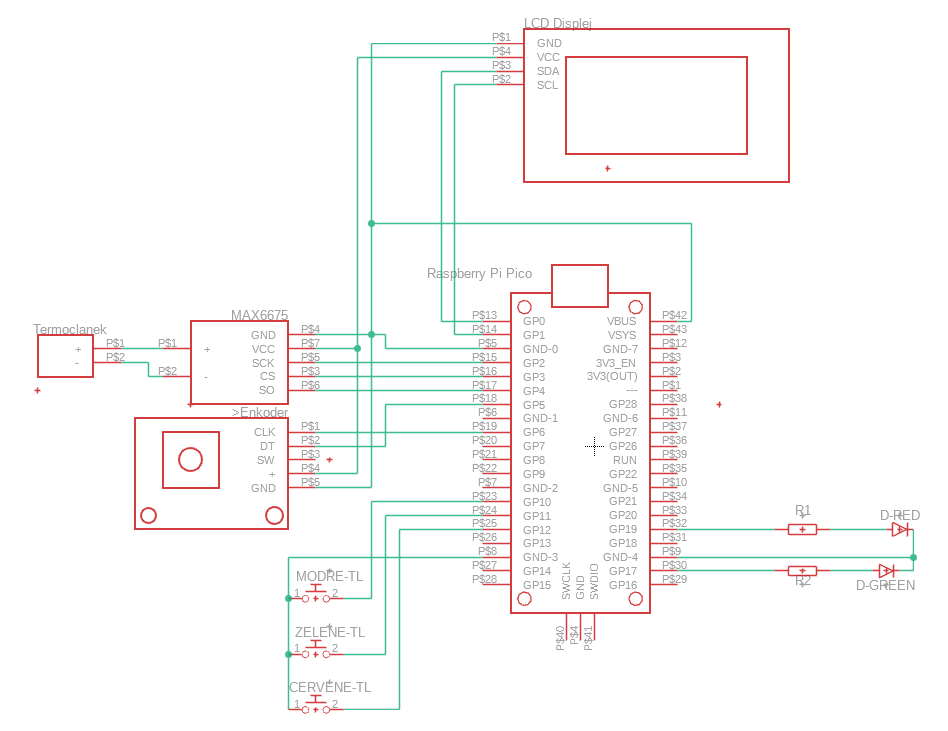 LCD Displej
P$1 GND
P$4 VCC
P$3 SDA
P$2 SCL
Raspberry Pi Pico
P$13 GP0 VBUS P$42
P$14 GP1 VSYS P$43
P$5 GND-0 GND-7 P$12
P$15 GP2 3V3_EN P$3
P$16 GP3 3V3(OUT) P$2
P$17 GP4 --- P$1
P$18 GP5 GP28 P$38
P$6 GND-1 GND-6 P$11
P$19 GP6 GP27 P$37
P$20 GP7 GP26 P$36
P$21 GP8 RUN P$39
P$22 GP9 GP22 P$35
P$7 GND-2 GND-5 P$10
P$23 GP10 GP21 P$34
P$24 GP11 GP20 P$33
P$25 GP12 GP19 P$32
P$26 GP13 GP18 P$31
P$8 GND-3 GND-4 P$9
P$27 GP14 GP17 P$30
P$28 GP15 GP16 P$29
SWCLK GND SWDIO
P$40 P$4 P$41
Termoclanek
+ P$1
- P$2
MAX6675
P$1 + GND P$4
VCC P$7
SCK P$5
P$2 - CS P$3
SO P$6
>Enkoder
CLK P$1
DT P$2
SW P$3
+ P$4
GND P$5
MODRE-TL
1 2
ZELENE-TL
1 2
CERVENE-TL
1 2
R1
D-RED
R2
D-GREEN